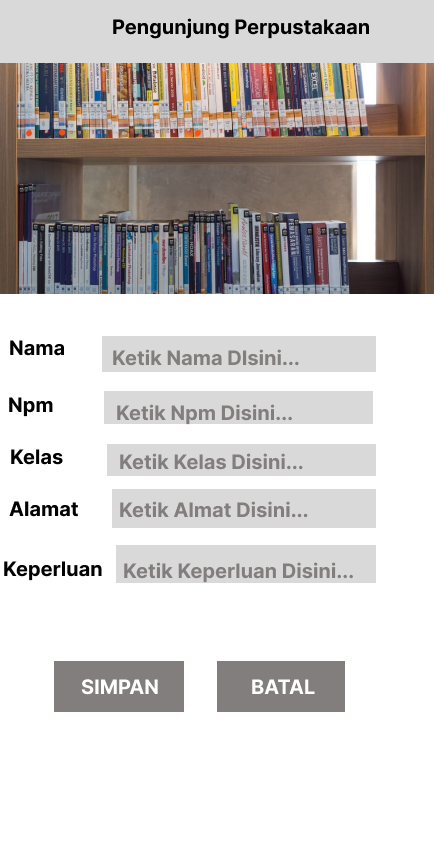 Pengunjung Perpustakaan
Nama
Ketik Nama DIsini...
Npm
Ketik Npm Disini...
Kelas
Ketik Kelas Disini...
Alamat
Ketik Almat Disini...
Keperluan
Ketik Keperluan Disini...
SIMPAN
BATAL